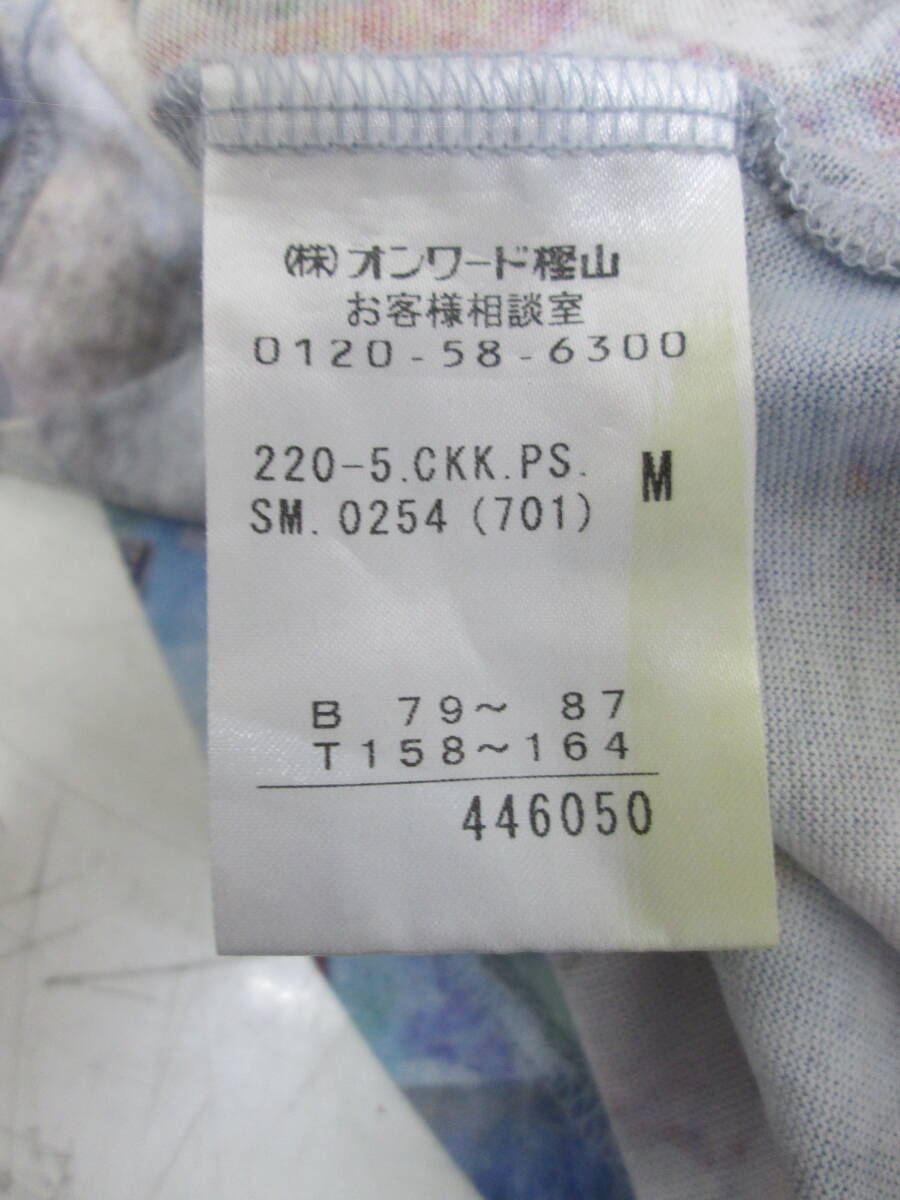 (株)オンワード樫山
お客様相談室
0120-58-6300
220-5.CKK.PS. M
SM.0254(701)
B 79~ 87
T158~164
446050